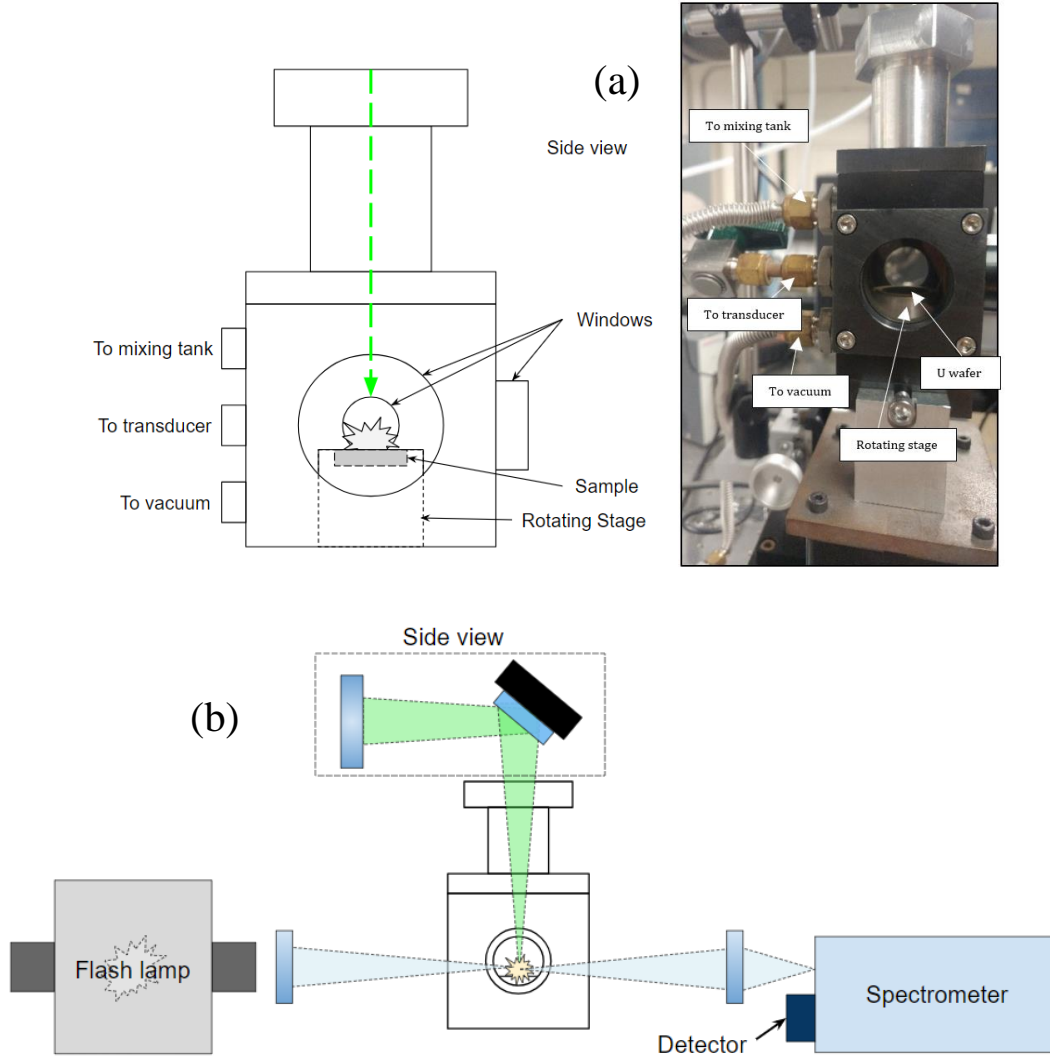 (a)
Side view
To mixing tank
To transducer
To vacuum
Windows
Sample
Rotating Stage
To mixing tank
To transducer
To vacuum
U wafer
Rotating stage
(b)
Side view
Flash lamp
Spectrometer
Detector